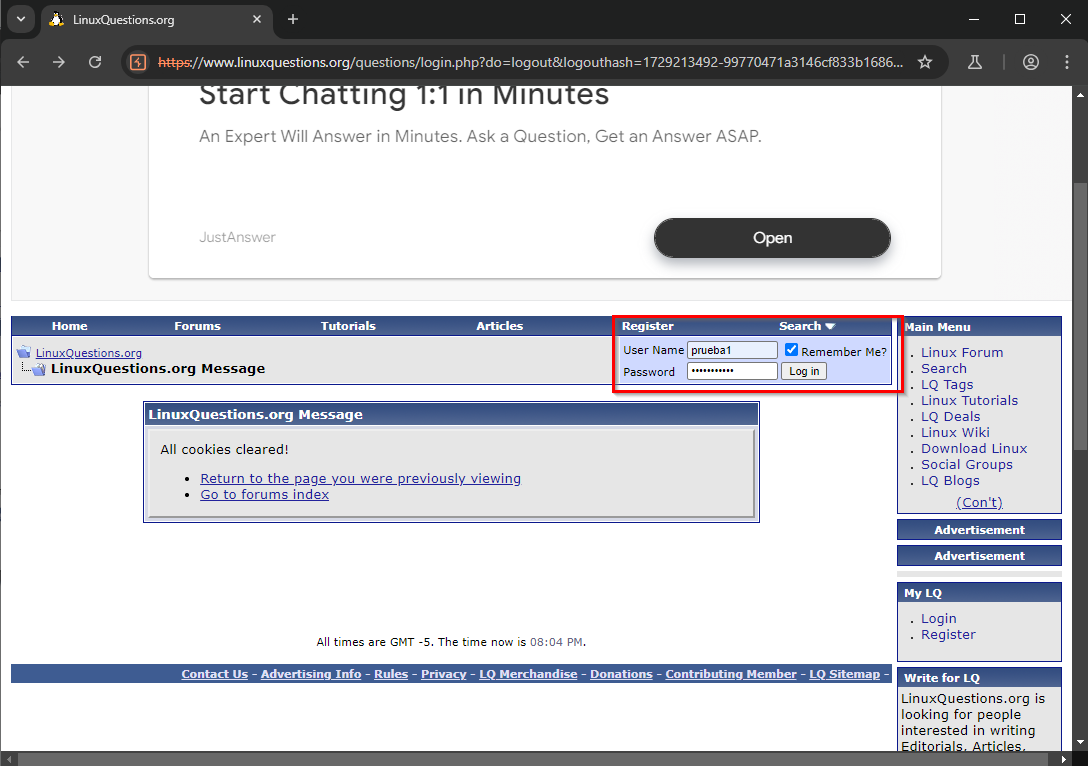 LinuxQuestions.org
https://www.linuxquestions.org/questions/login.php?do=logout&logouthash=1729213492-99770471a3146cf833b1686...
Start Chatting 1:1 in Minutes
An Expert Will Answer in Minutes. Ask a Question, Get an Answer ASAP.
JustAnswer
Open
Home
Forums
Tutorials
Articles
Register
Search
LinuxQuestions.org
LinuxQuestions.org Message
User Name prueba1 Remember Me?
Password ••••••••••• Log in
LinuxQuestions.org Message
All cookies cleared!
• Return to the page you were previously viewing
• Go to forums index
Main Menu
. Linux Forum
. Search
. LQ Tags
. Linux Tutorials
. LQ Deals
. Linux Wiki
. Download Linux
. Social Groups
. LQ Blogs
(Con't)
Advertisement
Advertisement
My LQ
. Login
. Register
Write for LQ
LinuxQuestions.org is
looking for people
interested in writing
Editorials, Articles,
All times are GMT -5. The time now is 08:04 PM.
Contact Us - Advertising Info - Rules - Privacy - LQ Merchandise - Donations - Contributing Member - LQ Sitemap -